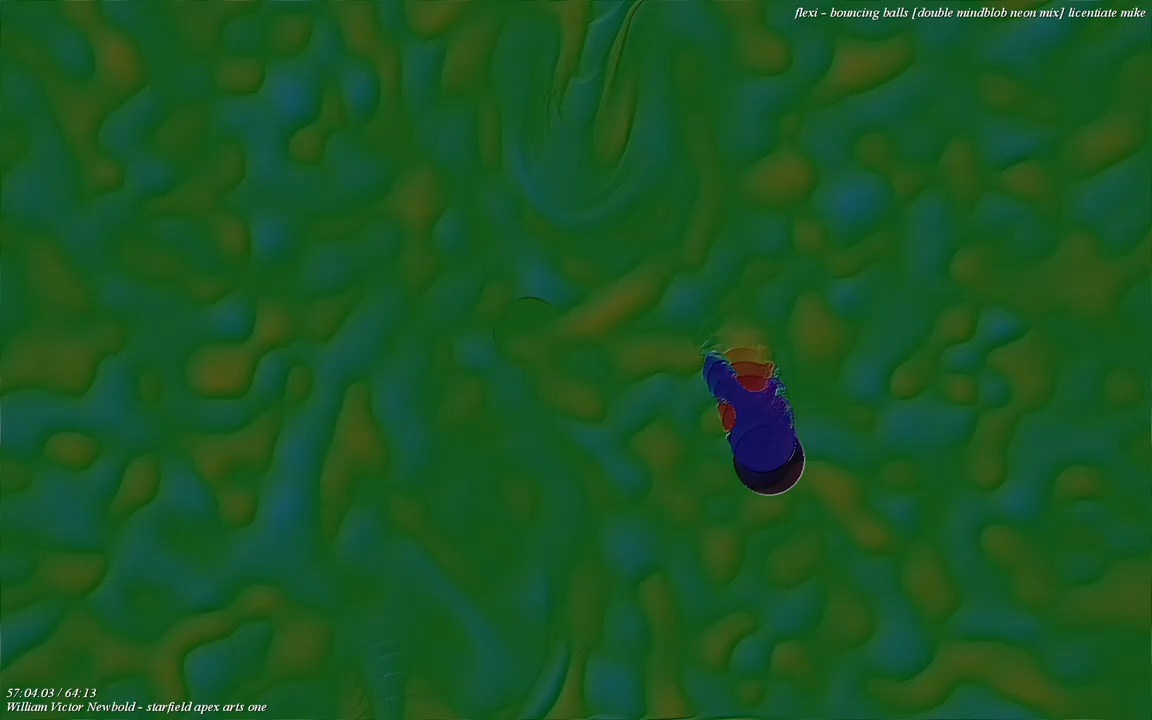 flexi - bouncing balls [double mindblob neon mix] licentiate mike
57:04.03 / 64:13
William Victor Newbold - starfield apex arts one